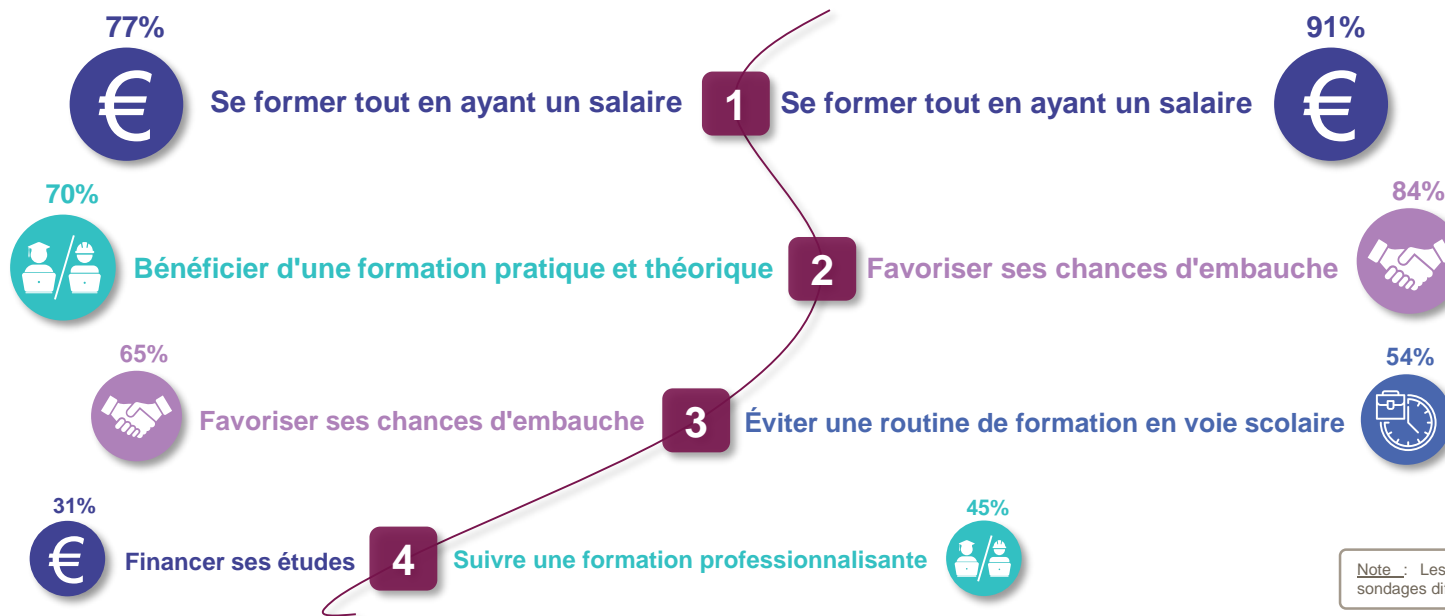 77%
91%
€ Se former tout en ayant un salaire 1 Se former tout en ayant un salaire €
70%
84%
Bénéficier d'une formation pratique et théorique 2 Favoriser ses chances d'embauche
65%
54%
Favoriser ses chances d'embauche 3 Éviter une routine de formation en voie scolaire
31%
45%
€ Financer ses études 4 Suivre une formation professionnalisante
Note : Les
sondages